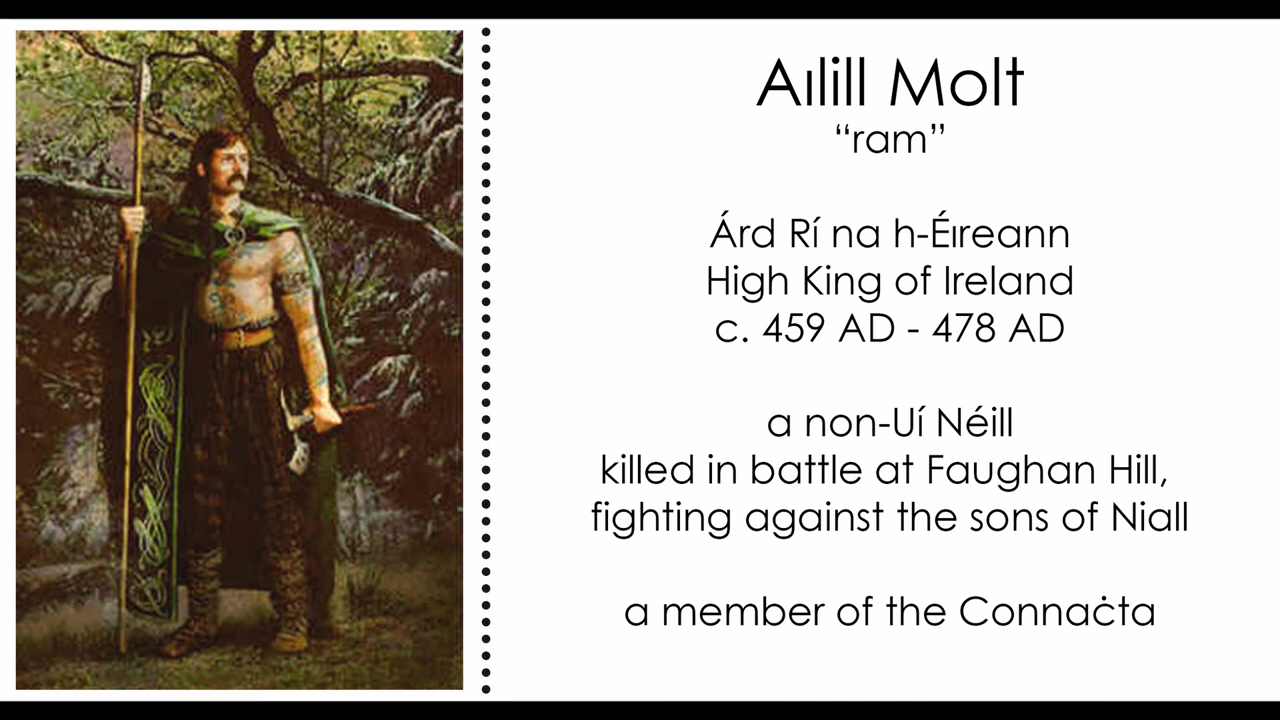 Aılill Molt
“ram”
Árd Rí na h-Éıreann
High King of Ireland
c. 459 AD - 478 AD
a non-Uí Néill
killed in battle at Faughan Hill,
fighting against the sons of Niall
a member of the Connaċta